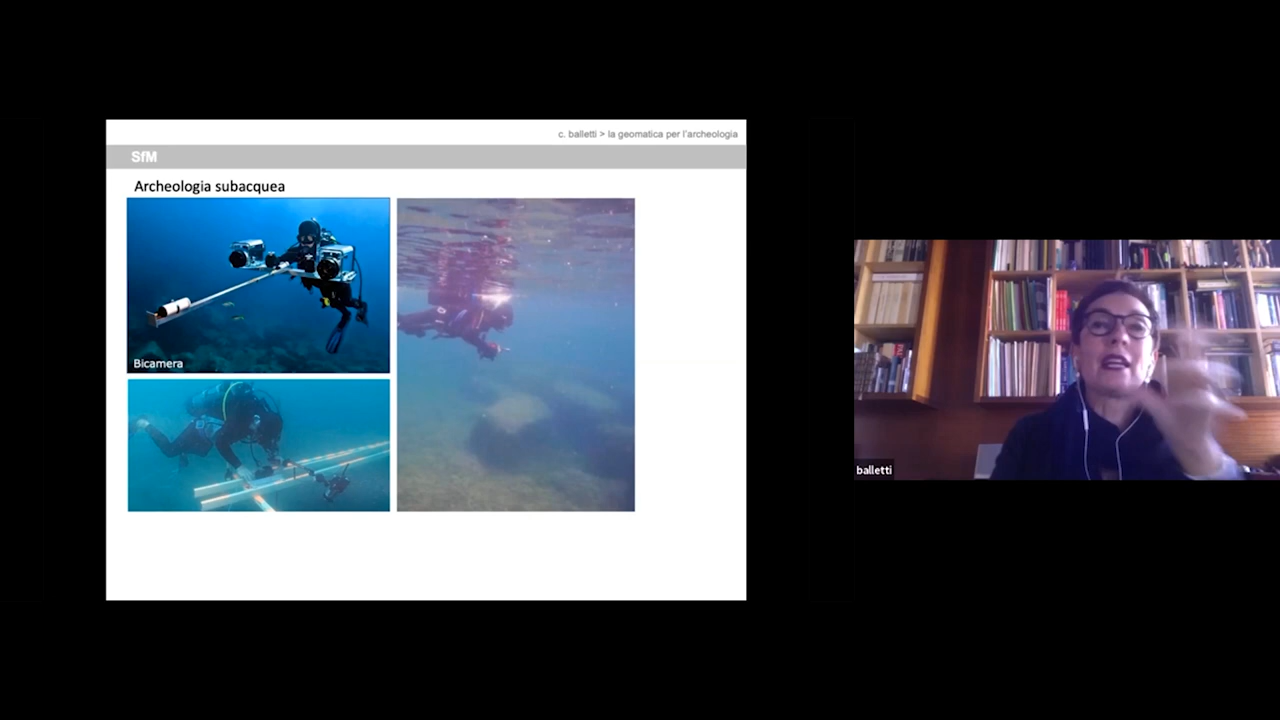 c. balletti > la geomatica per l'archeologia
SfM
Archeologia subacquea
Bicamera
balletti